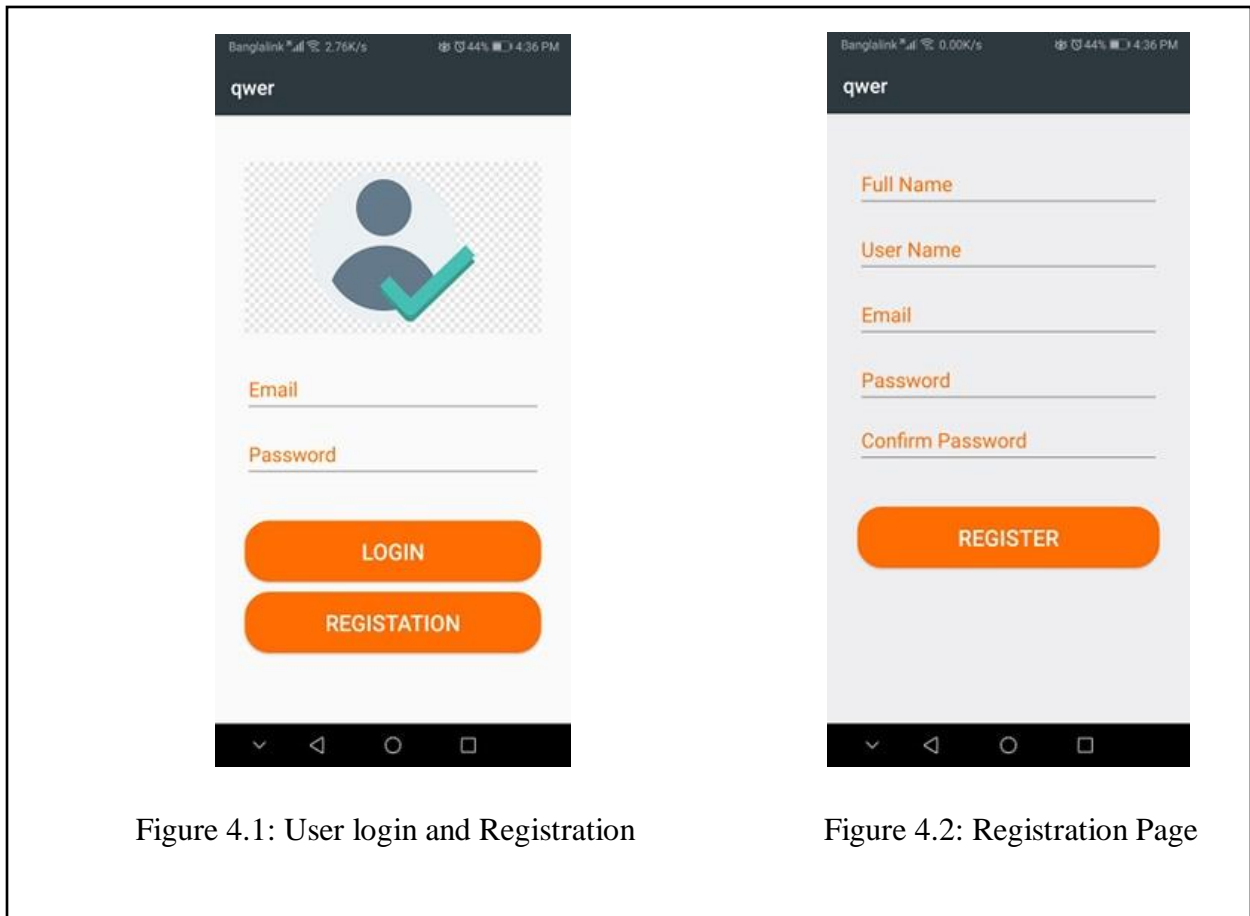 Banglalink 2.76K/s 44% 4:36 PM
qwer
Email
Password
LOGIN
REGISTATION
Figure 4.1: User login and Registration
Banglalink 0.00K/s 44% 4:36 PM
qwer
Full Name
User Name
Email
Password
Confirm Password
REGISTER
Figure 4.2: Registration Page